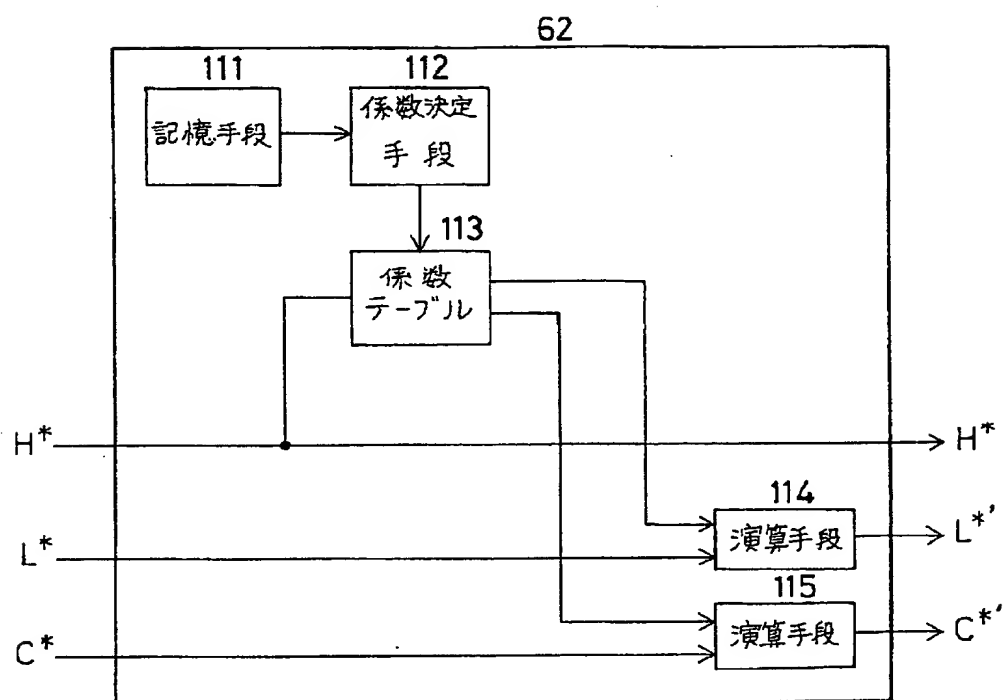 62
111
112
記憶手段
係数決定
手段
113
係数
テーブル
H*
H*
114
L*
演算手段
L*'
115
C*
演算手段
C*'